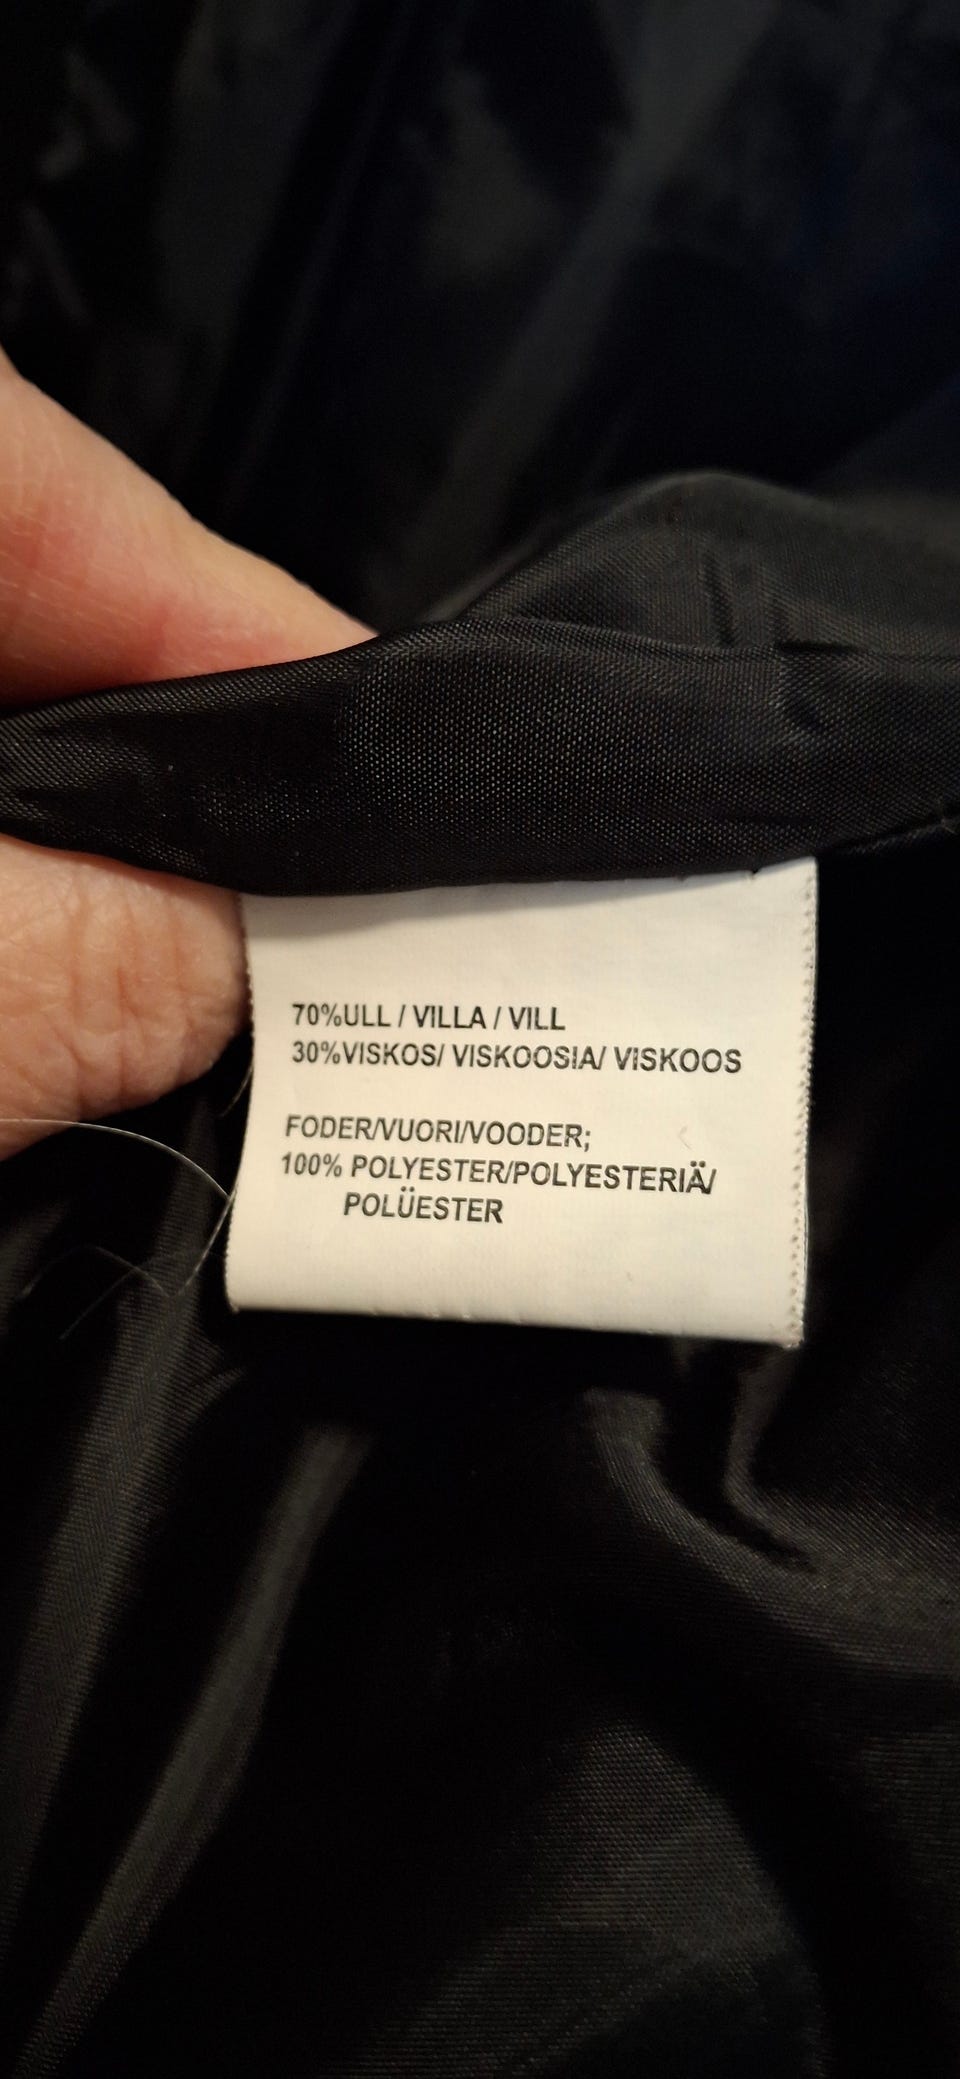 70%ULL / VILLA / VILL
30%VISKOS/ VISKOOSIA/ VISKOOS
FODER/VUORI/VOODER;
100% POLYESTER/POLYESTERIÄ/
POLÜESTER